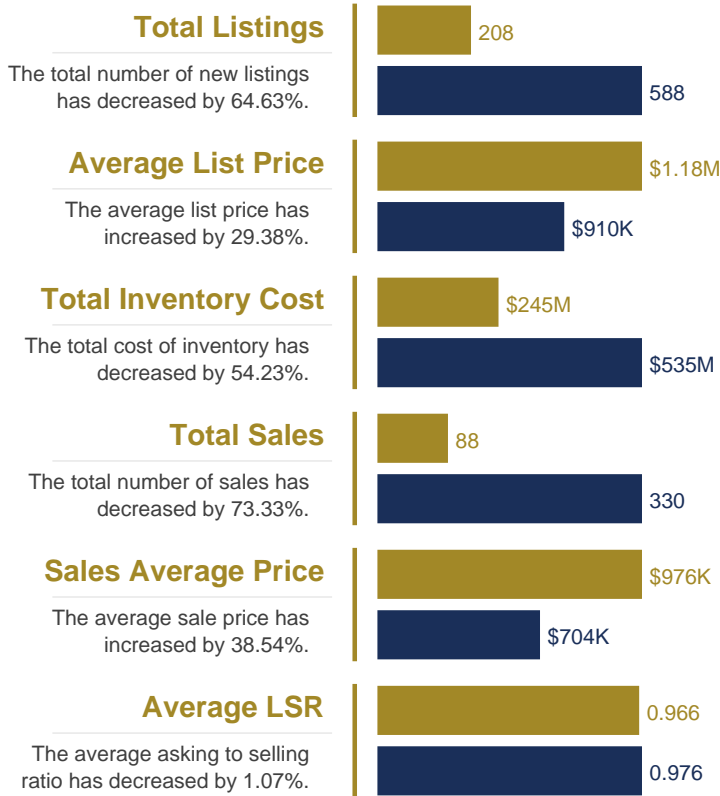 Total Listings
The total number of new listings
has decreased by 64.63%.
208
588
Average List Price
The average list price has
increased by 29.38%.
$1.18M
$910K
Total Inventory Cost
The total cost of inventory has
decreased by 54.23%.
$245M
$535M
Total Sales
The total number of sales has
decreased by 73.33%.
88
330
Sales Average Price
The average sale price has
increased by 38.54%.
$976K
$704K
Average LSR
The average asking to selling
ratio has decreased by 1.07%.
0.966
0.976